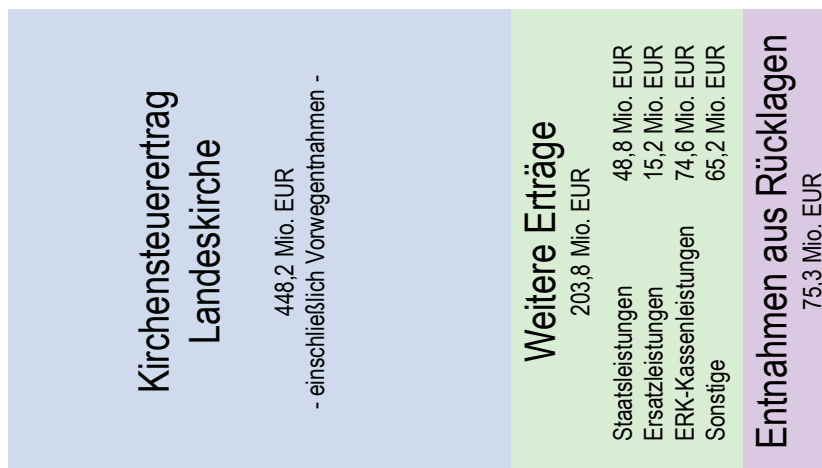 Kirchensteuerertrag
Landeskirche
448,2 Mio. EUR
- einschließlich Vorwegentnahmen -
Weitere Erträge
203,8 Mio. EUR
Staatsleistungen 48,8 Mio. EUR
Ersatzleistungen 15,2 Mio. EUR
ERK-Kassenleistungen 74,6 Mio. EUR
Sonstige 65,2 Mio. EUR
Entnahmen aus Rücklagen
75,3 Mio. EUR